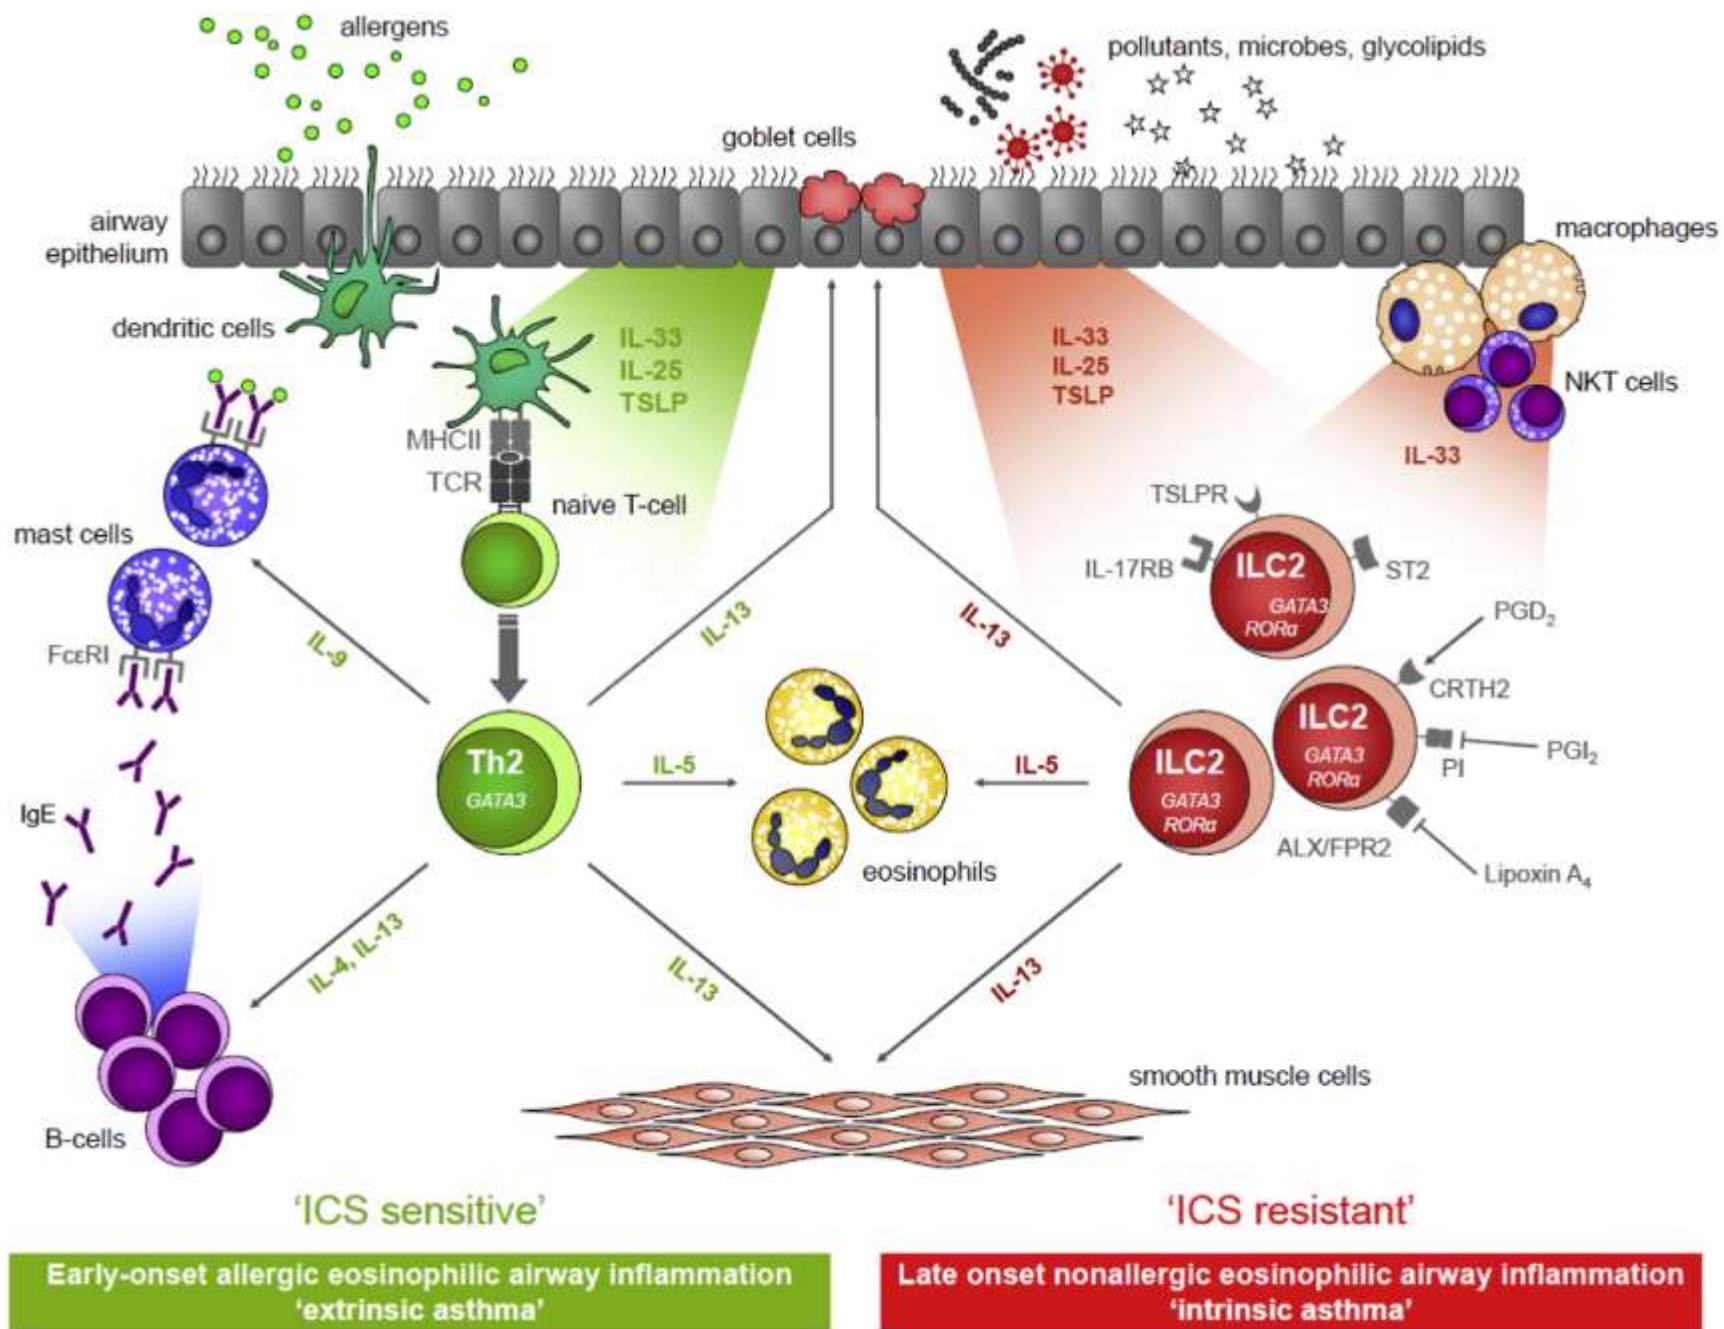 allergens
pollutants, microbes, glycolipids
goblet cells
airway
epithelium
macrophages
dendritic cells
IL-33
IL-25
TSLP
IL-33
IL-25
TSLP
NKT cells
MHCII
TCR
IL-33
naive T-cell
TSLPR
mast cells
IL-17RB
ILC2
GATA3
RORα
ST2
IL-9
IL-13
IL-13
PGD₂
FcεRI
CRTH2
Th2
GATA3
IL-5
IL-5
ILC2
GATA3
RORα
ILC2
GATA3
RORα
PI
PGI₂
IgE
eosinophils
ALX/FPR2
Lipoxin A₄
IL-4, IL-13
IL-13
IL-13
smooth muscle cells
B-cells
‘ICS sensitive’
‘ICS resistant’
Early-onset allergic eosinophilic airway inflammation
‘extrinsic asthma’
Late onset nonallergic eosinophilic airway inflammation
‘intrinsic asthma’